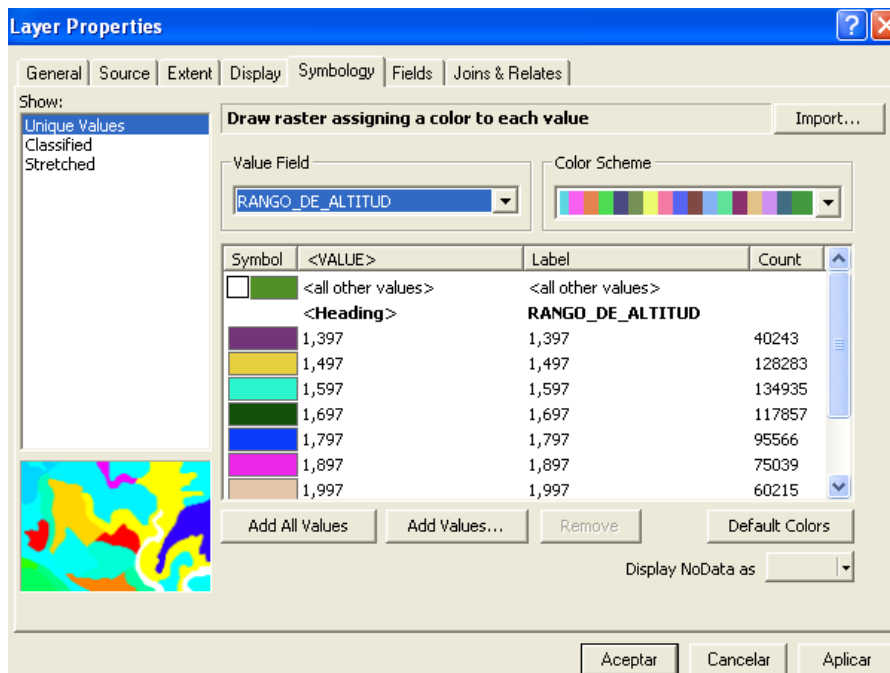 Layer Properties
General Source Extent Display Symbology Fields Joins & Relates
Show:
Unique Values
Classified
Stretched
Draw raster assigning a color to each value
Import...
Value Field
Color Scheme
RANGO_DE_ALTITUD
Symbol <VALUE> Label Count
<all other values> <all other values>
<Heading> RANGO_DE_ALTITUD
1,397 1,397 40243
1,497 1,497 128283
1,597 1,597 134935
1,697 1,697 117857
1,797 1,797 95566
1,897 1,897 75039
1,997 1,997 60215
Add All Values Add Values... Remove Default Colors
Display NoData as
Aceptar Cancelar Aplicar